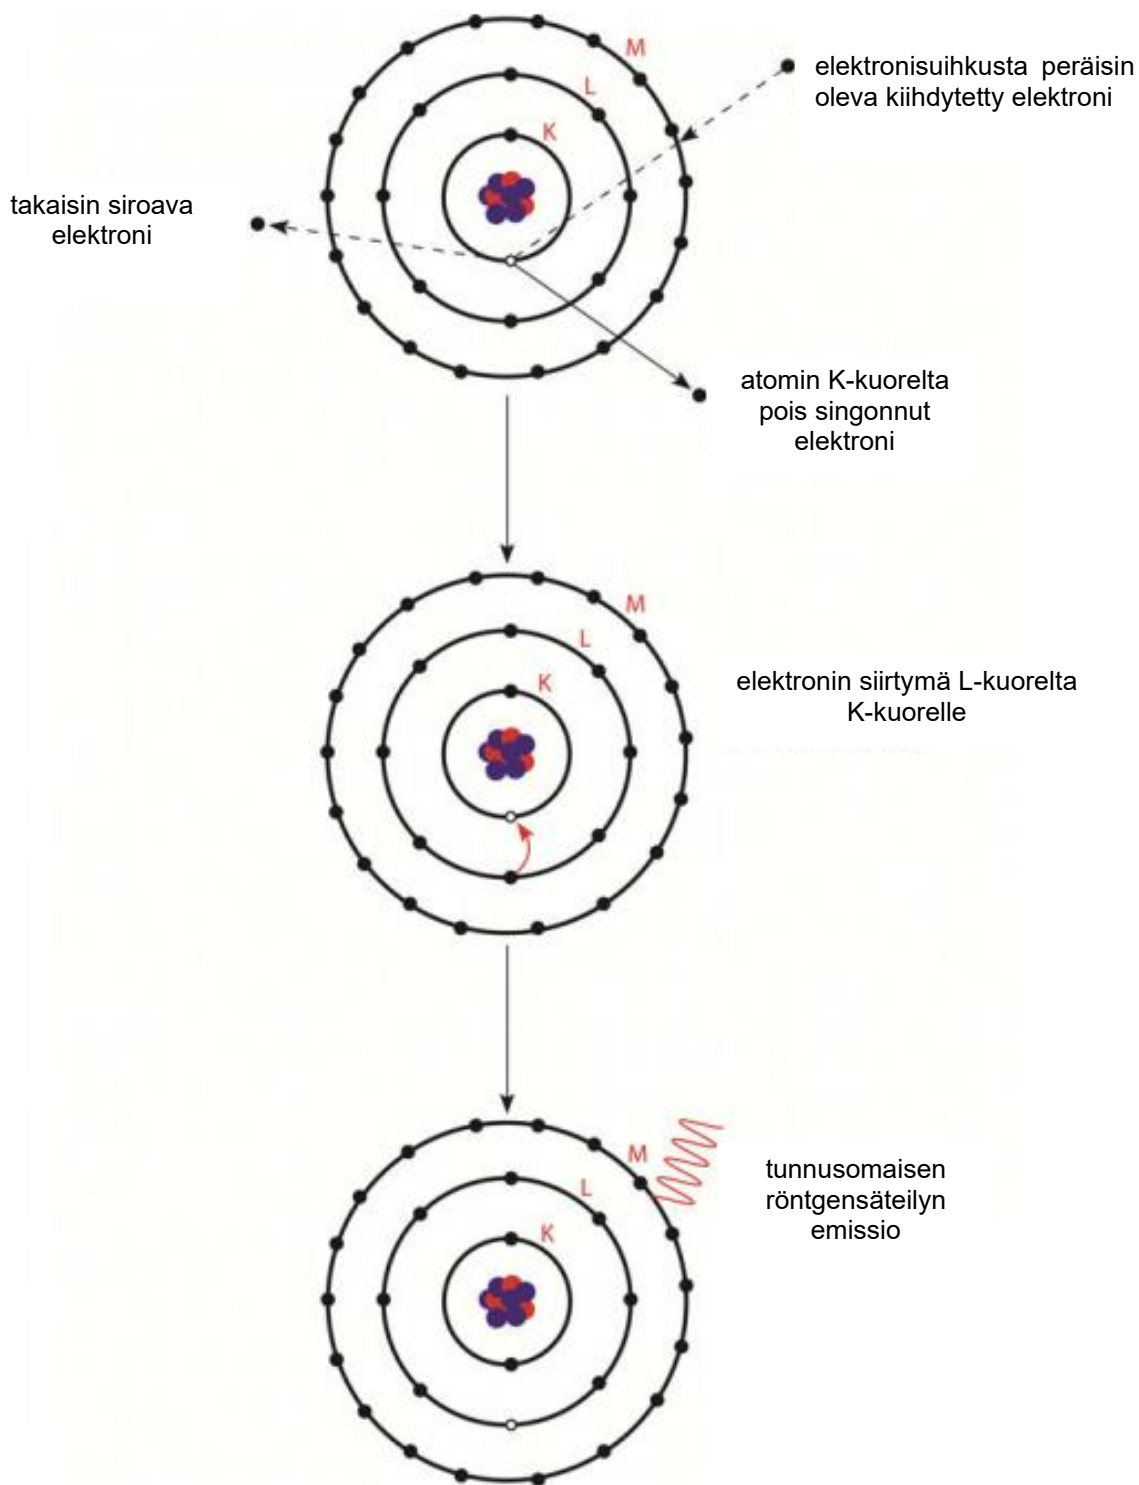 M
L
K
elektronisuihkusta peräisin
oleva kiihdytetty elektroni
takaisin siroava
elektroni
atomin K-kuorelta
pois singonnut
elektroni
M
L
K
elektronin siirtymä L-kuorelta
K-kuorelle
M
L
K
tunnusomaisen
röntgensäteilyn
emissio